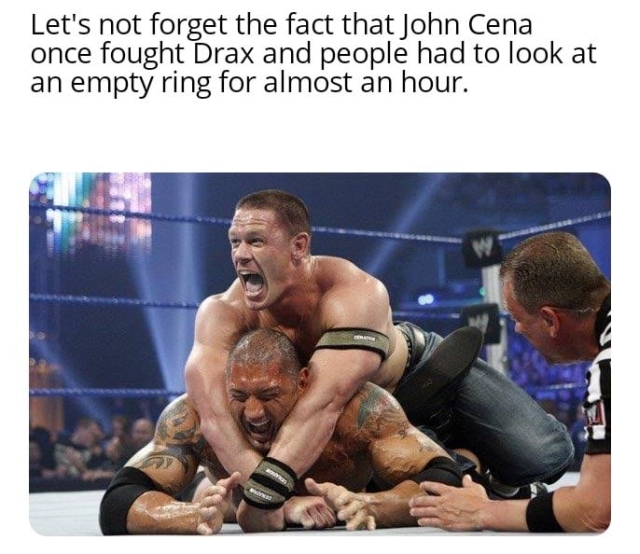 Let's not forget the fact that John Cena
once fought Drax and people had to look at
an empty ring for almost an hour.
W